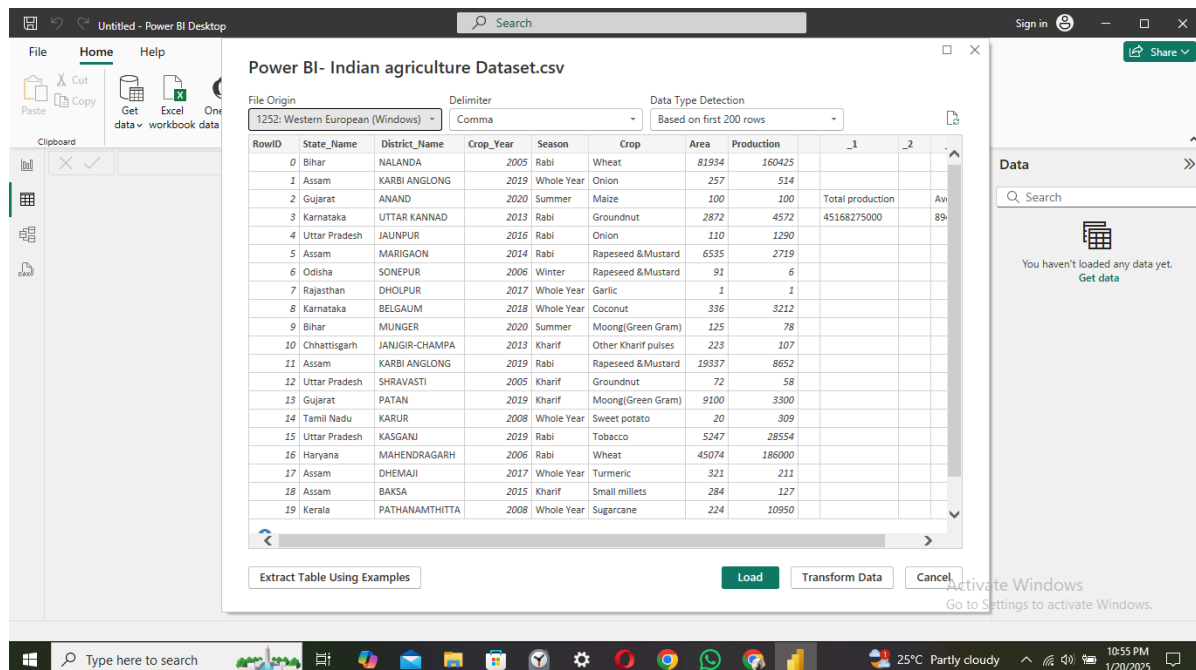 Untitled - Power BI Desktop
Search
Sign in
File Home Help
Share
Paste
Cut
Copy
Get data
Excel workbook
One data
Clipboard
Power BI- Indian agriculture Dataset.csv
File Origin Delimiter Data Type Detection
1252: Western European (Windows) Comma Based on first 200 rows
RowID State_Name District_Name Crop_Year Season Crop Area Production _1 _2
0 Bihar NALANDA 2005 Rabi Wheat 81934 160425
1 Assam KARBI ANGLONG 2019 Whole Year Onion 257 514
2 Gujarat ANAND 2020 Summer Maize 100 100 Total production
3 Karnataka UTTAR KANNAD 2013 Rabi Groundnut 2872 4572 45168275000
4 Uttar Pradesh JAUNPUR 2016 Rabi Onion 110 1290
5 Assam MARIGAON 2014 Rabi Rapeseed &Mustard 6535 2719
6 Odisha SONEPUR 2006 Winter Rapeseed &Mustard 91 6
7 Rajasthan DHOLPUR 2017 Whole Year Garlic 1 1
8 Karnataka BELGAUM 2018 Whole Year Coconut 336 3212
9 Bihar MUNGER 2020 Summer Moong(Green Gram) 125 78
10 Chhattisgarh JANJGIR-CHAMPA 2013 Kharif Other Kharif pulses 223 107
11 Assam KARBI ANGLONG 2019 Rabi Rapeseed &Mustard 19337 8652
12 Uttar Pradesh SHRAVASTI 2005 Kharif Groundnut 72 58
13 Gujarat PATAN 2019 Kharif Moong(Green Gram) 9100 3300
14 Tamil Nadu KARUR 2008 Whole Year Sweet potato 20 309
15 Uttar Pradesh KASGANJ 2019 Rabi Tobacco 5247 28554
16 Haryana MAHENDRAGARH 2006 Rabi Wheat 45074 186000
17 Assam DHEMAJI 2017 Whole Year Turmeric 321 211
18 Assam BAKSA 2015 Kharif Small millets 284 127
19 Kerala PATHANAMTHITTA 2008 Whole Year Sugarcane 224 10950
Extract Table Using Examples Load Transform Data Cancel
Data
Search
You haven't loaded any data yet.
Get data
Activate Windows
Go to Settings to activate Windows.
Type here to search
25°C Partly cloudy
10:55 PM
1/20/2025